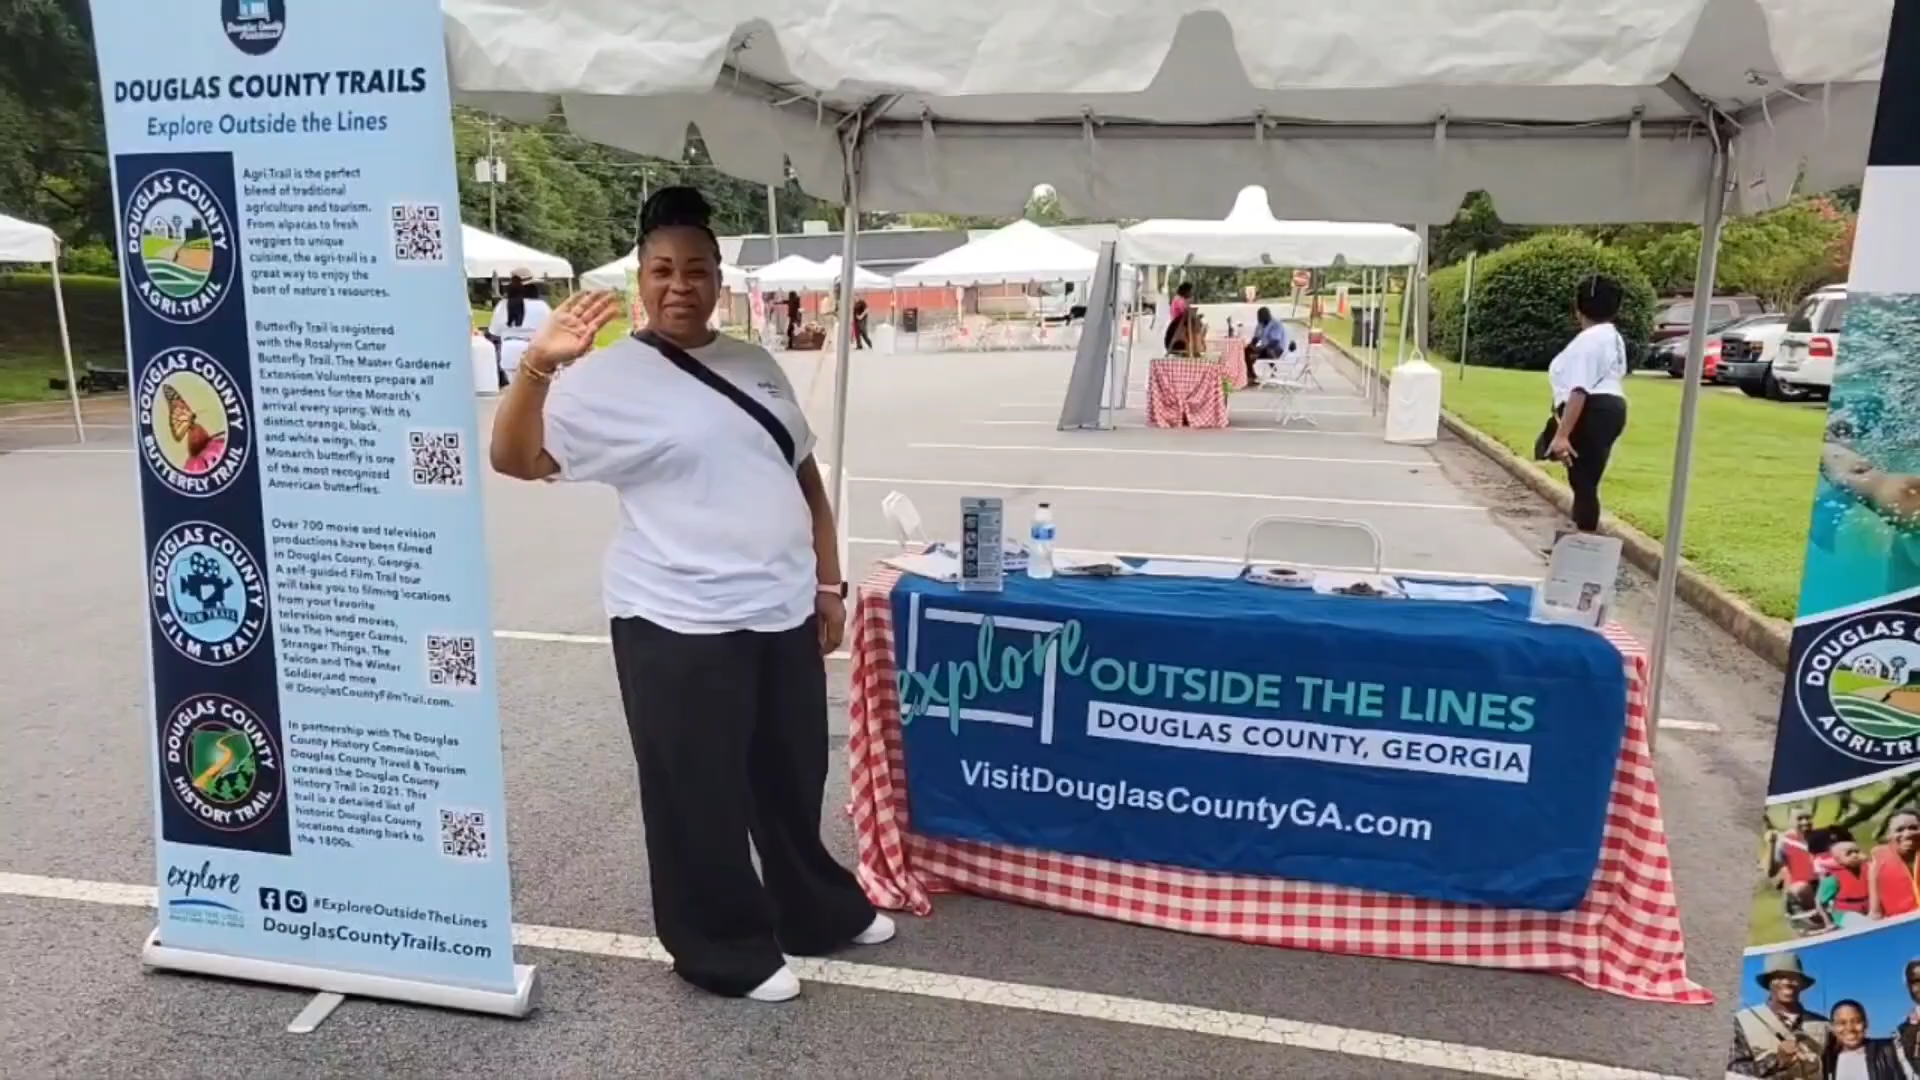 Douglas County
DOUGLAS COUNTY TRAILS
Explore Outside the Lines
DOUGLAS COUNTY
AGRI-TRAIL
Agri-Trail is the perfect
blend of traditional
agriculture and tourism.
From alpacas to fresh
veggies to unique
cuisine, the agri-trail is a
great way to enjoy the
best of nature's resources.
DOUGLAS COUNTY
BUTTERFLY TRAIL
Butterfly Trail is registered
with the Rosalynn Carter
Butterfly Trail. The Master Gardener
Extension Volunteers prepare all
ten gardens for the Monarch's
arrival every spring. With its
distinct orange, black,
and white wings, the
Monarch butterfly is one
of the most recognized
American butterflies.
DOUGLAS COUNTY
FILM TRAIL
FILM TRAIL
Over 700 movie and television
productions have been filmed
in Douglas County, Georgia.
A self-guided Film Trail tour
will take you to filming locations
from your favorite
television and movies,
like The Hunger Games,
Stranger Things, The
Falcon and The Winter
Soldier,and more
@ DouglasCountyFilmTrail.com.
DOUGLAS COUNTY
HISTORY TRAIL
In partnership with The Douglas
County History Commission,
Douglas County Travel & Tourism
created the Douglas County
History Trail in 2021. This
trail is a detailed list of
historic Douglas County
locations dating back to
the 1800s.
explore
OUTSIDE THE LINES
#ExploreOutsideTheLines
DouglasCountyTrails.com
explore OUTSIDE THE LINES
DOUGLAS COUNTY, GEORGIA
VisitDouglasCountyGA.com
DOUGLAS C
AGRI-TRA